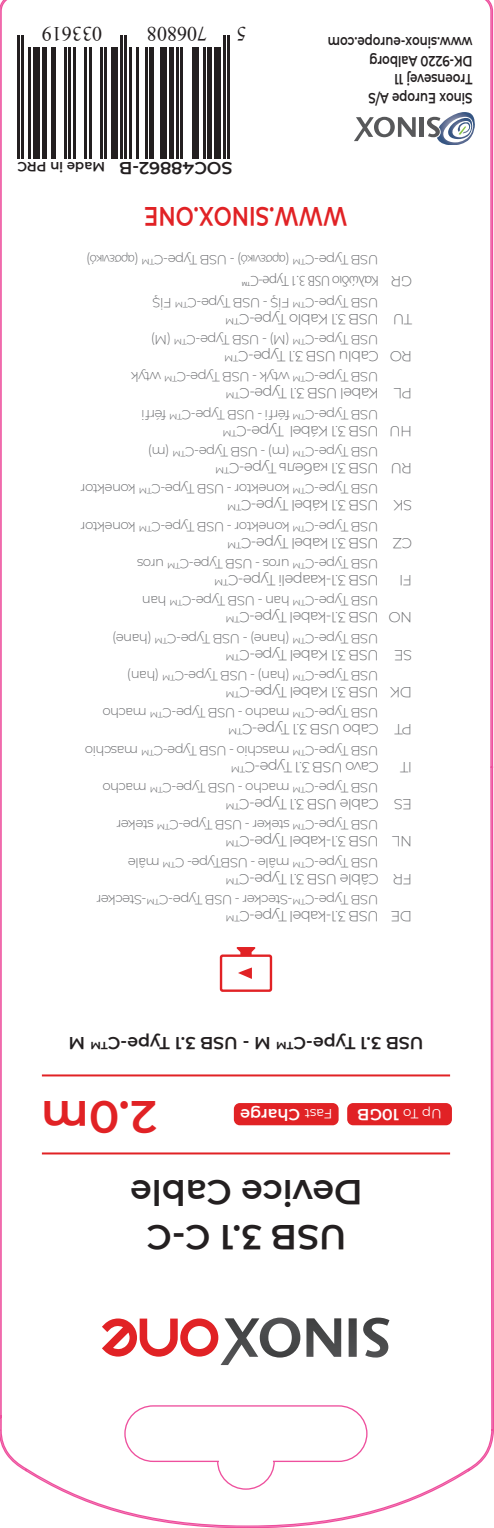 SINOXone
USB 3.1 C-C
Device Cable
Up To 10GB Fast Charge 2.0m
USB 3.1 Type-C™ M - USB 3.1 Type-C™ M
DE USB 3.1-kabel Type-C™
USB Type-C™-Stecker - USB Type-C™-Stecker
FR Câble USB 3.1 Type-C™
USB Type-C™ mâle - USBType- C™ mâle
NL USB 3.1-kabel Type-C™
USB Type-C™ steker - USB Type-C™ steker
ES Cable USB 3.1 Type-C™
USB Type-C™ macho - USB Type-C™ macho
IT Cavo USB 3.1 Type-C™
USB Type-C™ maschio - USB Type-C™ maschio
PT Cabo USB 3.1 Type-C™
USB Type-C™ macho - USB Type-C™ macho
DK USB 3.1 Kabel Type-C™
USB Type-C™ (han) - USB Type-C™ (han)
SE USB 3.1 Kabel Type-C™
USB Type-C™ (hane) - USB Type-C™ (hane)
NO USB 3.1-kabel Type-C™
USB Type-C™ han - USB Type-C™ han
FI USB 3.1-kaapeli Type-C™
USB Type-C™ uros - USB Type-C™ uros
CZ USB 3.1 kabel Type-C™
USB Type-C™ konektor - USB Type-C™ konektor
SK USB 3.1 kábel Type-C™
USB Type-C™ konektor - USB Type-C™ konektor
RU USB 3.1 кабель Type-C™
USB Type-C™ (m) - USB Type-C™ (m)
HU USB 3.1 Kábel Type-C™
USB Type-C™ férfi - USB Type-C™ férfi
PL Kabel USB 3.1 Type-C™
USB Type-C™ wtyk - USB Type-C™ wtyk
RO Cablu USB 3.1 Type-C™
USB Type-C™ (M) - USB Type-C™ (M)
TU USB 3.1 Kablo Type-C™
USB Type-C™ FİŞ - USB Type-C™ FİŞ
GR Καλώδιο USB 3.1 Type-C™
USB Type-C™ (αρσενικό) - USB Type-C™ (αρσενικό)
WWW.SINOX.ONE
SINOX
Sinox Europe A/S
Troensevej 11
DK-9220 Aalborg
www.sinox-europe.com
SOC48862-B Made in PRC
5 706808 033619